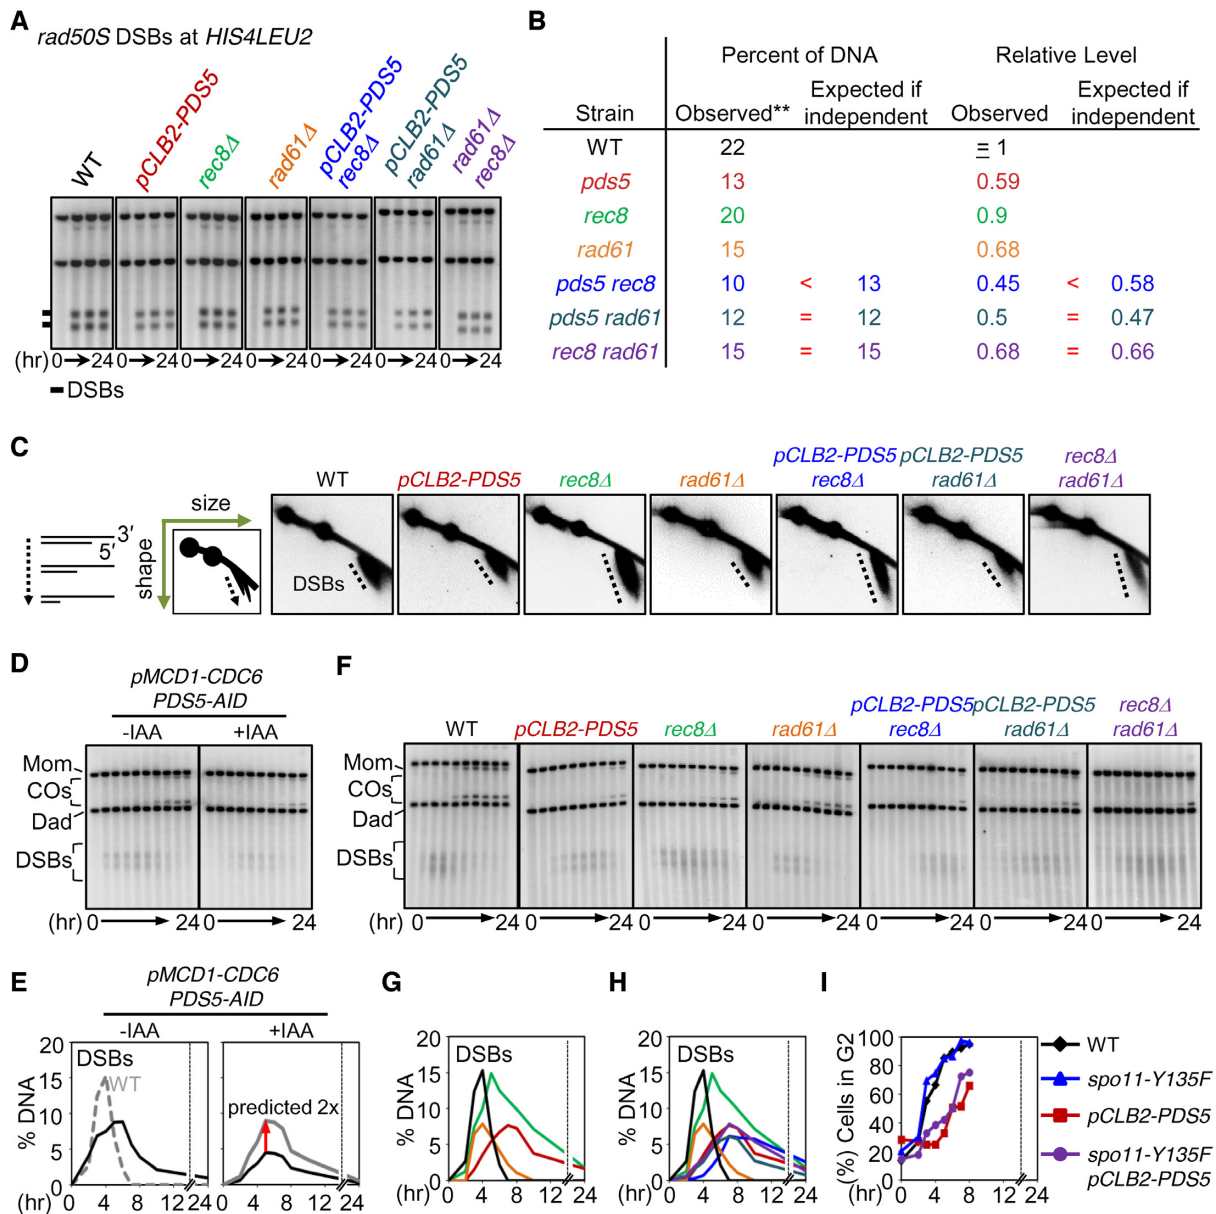 A
rad50S DSBs at HIS4LEU2
WT
pCLB2-PDS5
rec8Δ
rad61Δ
pCLB2-PDS5
rec8Δ
pCLB2-PDS5
rad61Δ
rad61Δ
rec8Δ
(hr) 0 24 0 24 0 24 0 24 0 24 0 24 0 24
DSBs
B
Percent of DNA Relative Level
Strain Observed** Expected if independent Observed Expected if independent
WT 22 ≡ 1
pds5 13 0.59
rec8 20 0.9
rad61 15 0.68
pds5 rec8 10 < 13 0.45 < 0.58
pds5 rad61 12 = 12 0.5 = 0.47
rec8 rad61 15 = 15 0.68 = 0.66
C
3′
5′
size
shape
WT
DSBs
pCLB2-PDS5
rec8Δ
rad61Δ
pCLB2-PDS5
rec8Δ
pCLB2-PDS5
rad61Δ
rec8Δ
rad61Δ
D
pMCD1-CDC6
PDS5-AID
-IAA +IAA
Mom
COs
Dad
DSBs
(hr) 0 24 0 24
F
WT
pCLB2-PDS5
rec8Δ
rad61Δ
pCLB2-PDS5
rec8Δ
pCLB2-PDS5
rad61Δ
rec8Δ
rad61Δ
Mom
COs
Dad
DSBs
(hr) 0 24 0 24 0 24 0 24 0 24 0 24 0 24
E
pMCD1-CDC6
PDS5-AID
-IAA +IAA
% DNA
20
15
10
5
0
DSBs
WT
predicted 2x
(hr) 4 8 12 24 4 8 12 24
G
% DNA
20
15
10
5
0
DSBs
(hr) 4 8 12 24
H
% DNA
20
15
10
5
0
DSBs
(hr) 4 8 12 24
I
(%) Cells in G2
100
80
60
40
20
0
(hr) 0 4 8 12 24
WT
spo11-Y135F
pCLB2-PDS5
spo11-Y135F
pCLB2-PDS5